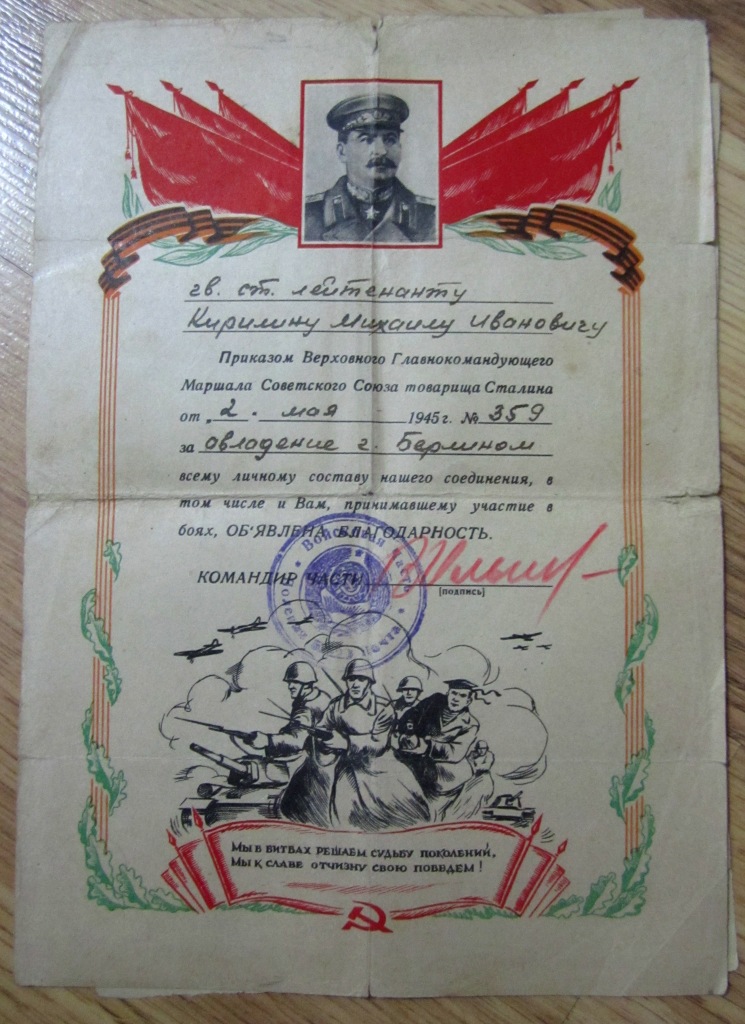 гв. ст. лейтенанту
Кирилину Михаилу Ивановичу
Приказом Верховного Главнокомандующего
Маршала Советского Союза товарища Сталина
от „2. мая 1945 г. № 359
за овладение г. Берлином
всему личному составу нашего соединения, в
том числе и Вам, принимавшему участие в
боях, ОБ'ЯВЛЕНА БЛАГОДАРНОСТЬ.
КОМАНДИР ЧАСТИ
[подпись]
Войсковая часть
Мы в битвах решаем судьбу поколений,
Мы к славе отчизну свою поведем!